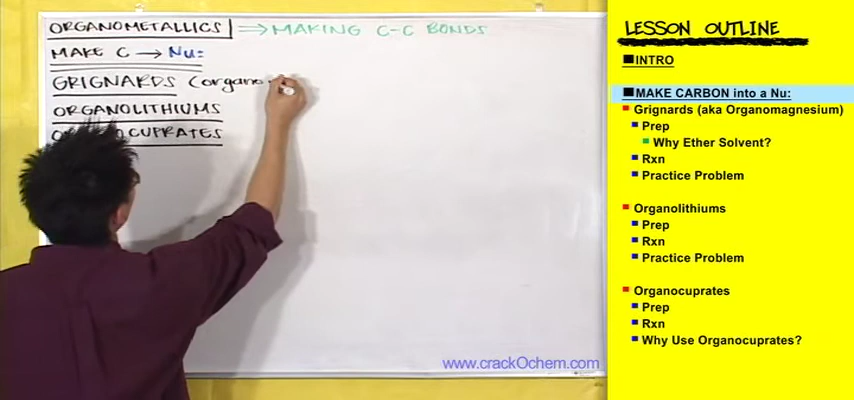 ORGANOMETALLICS ⇒ MAKING C-C BONDS
MAKE C → Nu:
GRIGNARDS (organo
ORGANOLITHIUMS
CUPRATES
www.crackOchem.com
LESSON OUTLINE
INTRO
MAKE CARBON into a Nu:
Grignards (aka Organomagnesium)
Prep
Why Ether Solvent?
Rxn
Practice Problem
Organolithiums
Prep
Rxn
Practice Problem
Organocuprates
Prep
Rxn
Why Use Organocuprates?